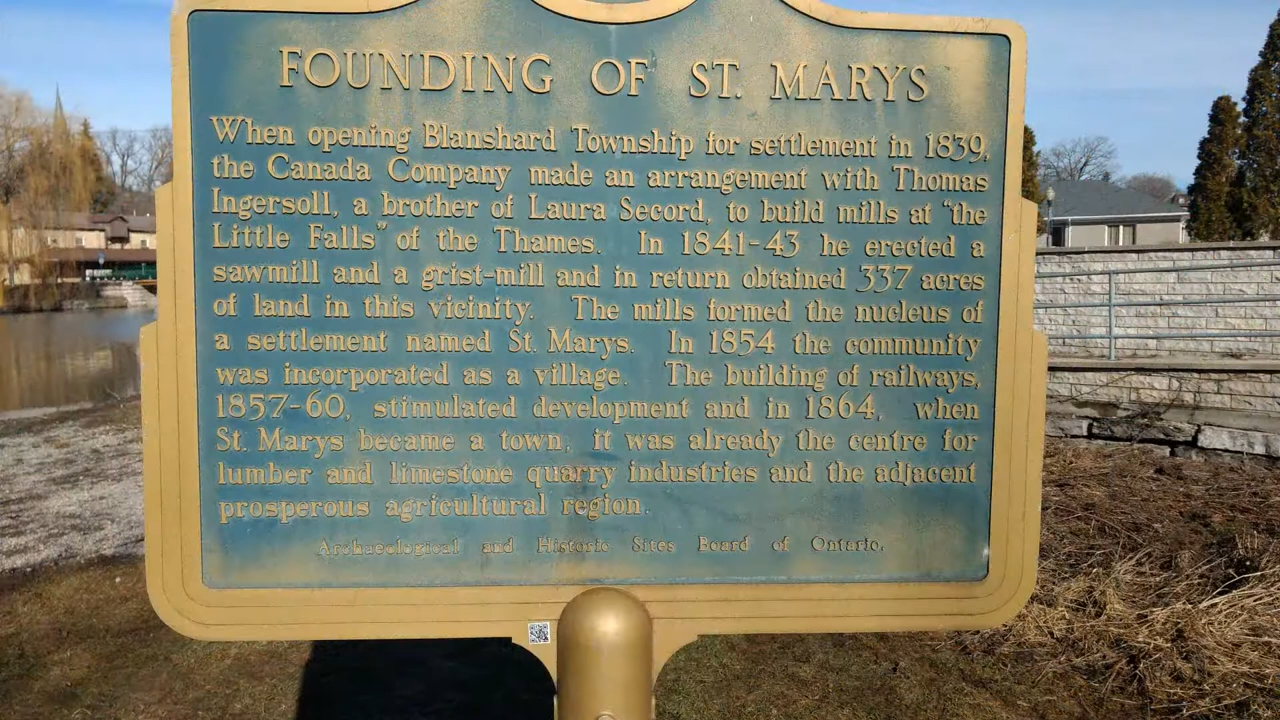 FOUNDING OF ST. MARYS
When opening Blanshard Township for settlement in 1839,
the Canada Company made an arrangement with Thomas
Ingersoll, a brother of Laura Secord, to build mills at "the
Little Falls" of the Thames. In 1841-43 he erected a
sawmill and a grist-mill and in return obtained 337 acres
of land in this vicinity. The mills formed the nucleus of
a settlement named St. Marys. In 1854 the community
was incorporated as a village. The building of railways,
1857-60, stimulated development and in 1864, when
St. Marys became a town, it was already the centre for
lumber and limestone quarry industries and the adjacent
prosperous agricultural region.
Archaeological and Historic Sites Board of Ontario.